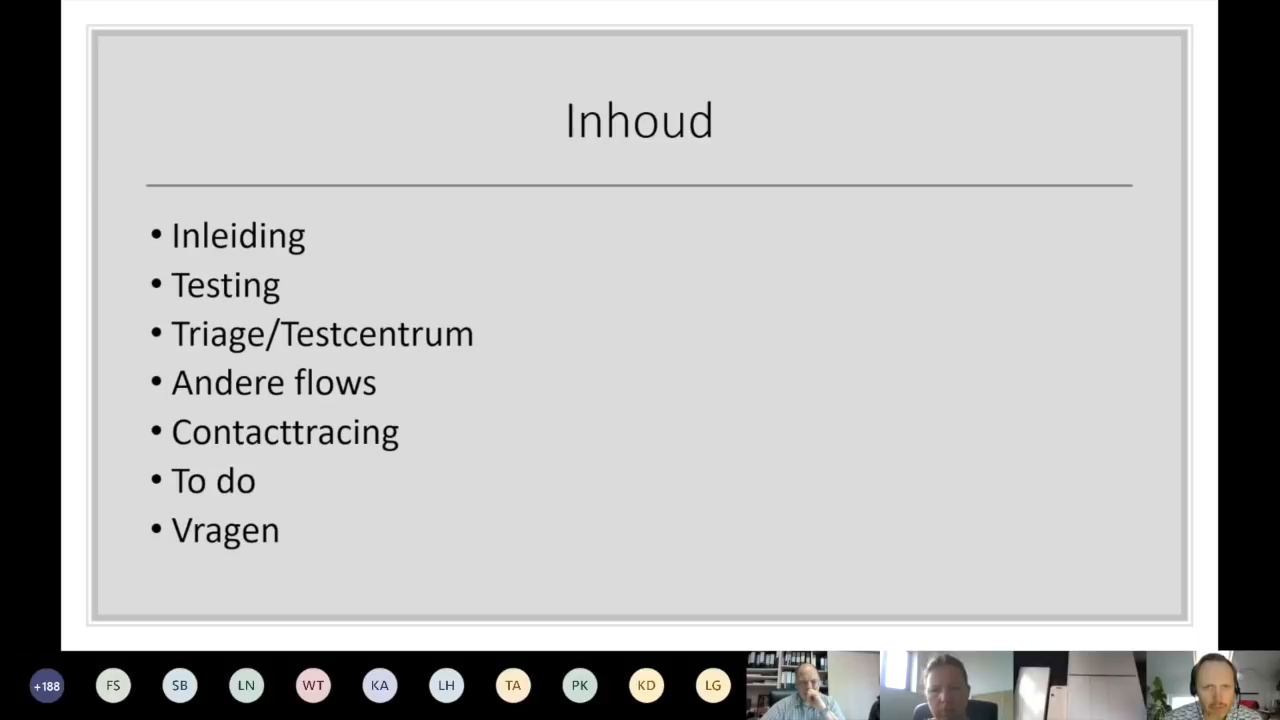 Inhoud
• Inleiding
• Testing
• Triage/Testcentrum
• Andere flows
• Contacttracing
• To do
• Vragen
+188 FS SB LN WT KA LH TA PK KD LG